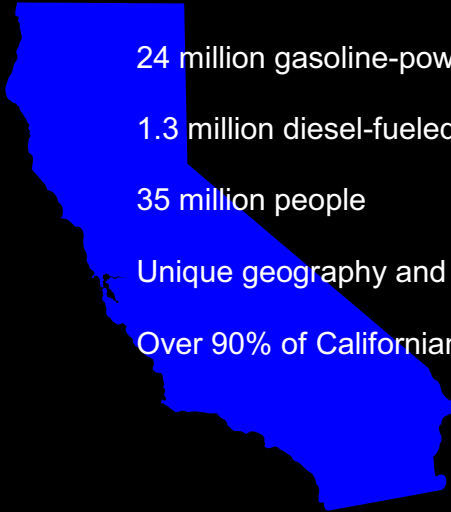 24 million gasoline-pow
1.3 million diesel-fueled
35 million people
Unique geography and
Over 90% of Californian